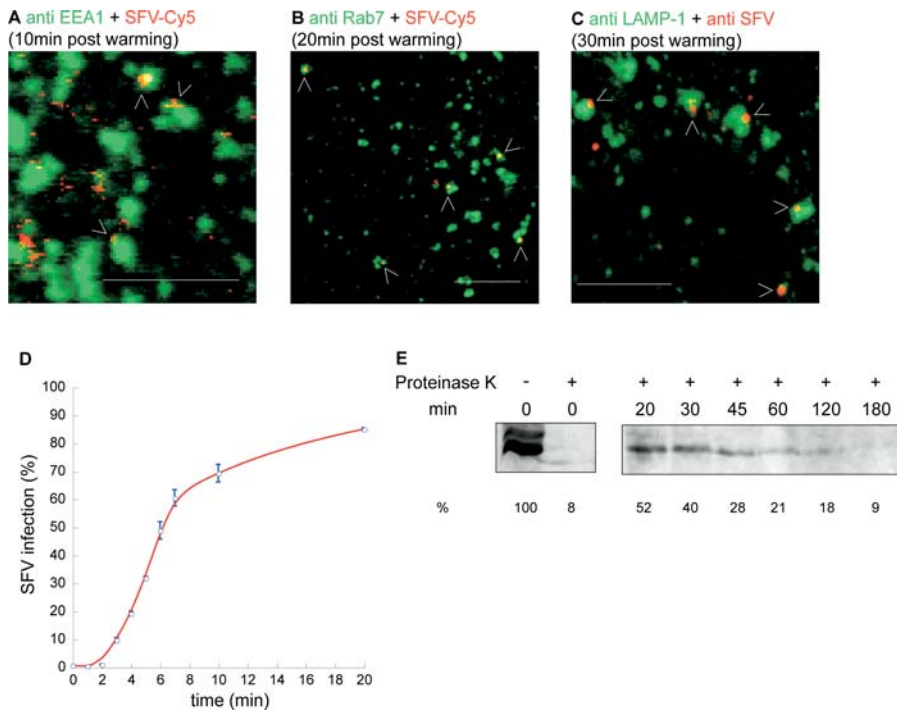 A anti EEA1 + SFV-Cy5
(10min post warming)
B anti Rab7 + SFV-Cy5
(20min post warming)
C anti LAMP-1 + anti SFV
(30min post warming)
D
100
90
80
70
60
50
40
30
20
10
0
SFV infection (%)
0 2 4 6 8 10 12 14 16 18 20
time (min)
E
Proteinase K - + + + + + + +
min 0 0 20 30 45 60 120 180
% 100 8 52 40 28 21 18 9